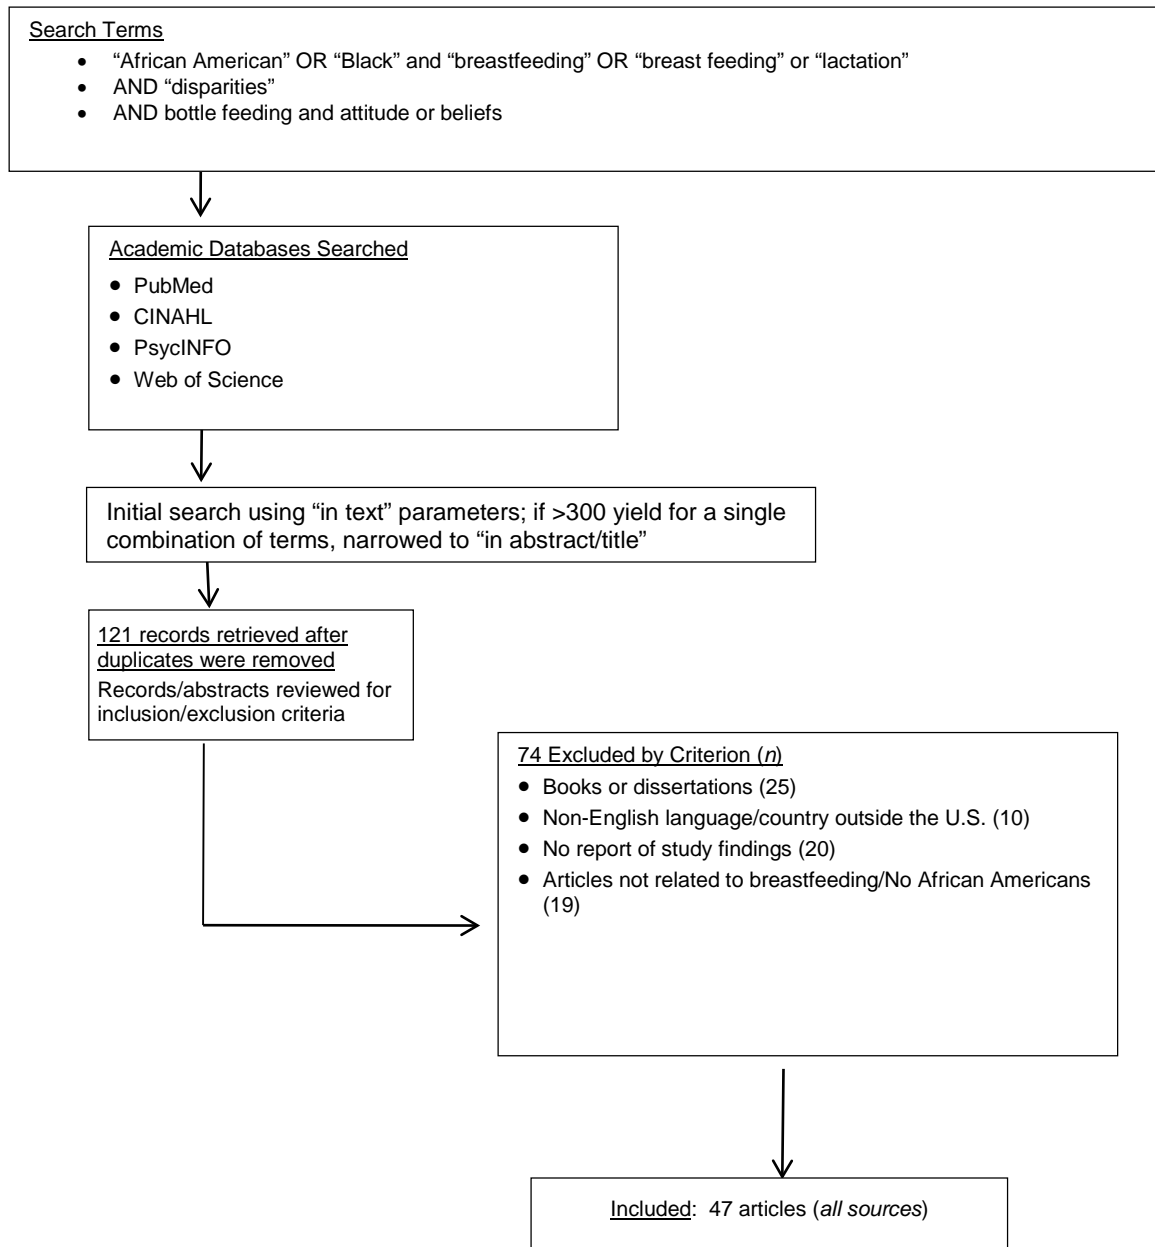 Search Terms
• “African American” OR “Black” and “breastfeeding” OR “breast feeding” or “lactation”
• AND “disparities”
• AND bottle feeding and attitude or beliefs
Academic Databases Searched
• PubMed
• CINAHL
• PsycINFO
• Web of Science
Initial search using “in text” parameters; if >300 yield for a single
combination of terms, narrowed to “in abstract/title”
121 records retrieved after
duplicates were removed
Records/abstracts reviewed for
inclusion/exclusion criteria
74 Excluded by Criterion (n)
• Books or dissertations (25)
• Non-English language/country outside the U.S. (10)
• No report of study findings (20)
• Articles not related to breastfeeding/No African Americans
(19)
Included: 47 articles (all sources)